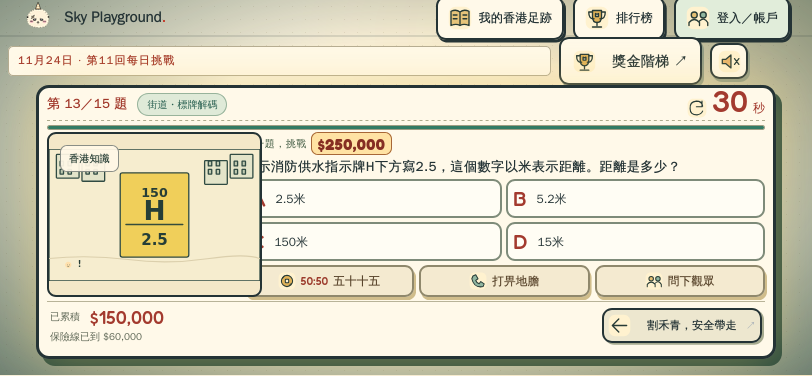 Sky Playground.
我的香港足跡
排行榜
登入／帳戶
11月24日 · 第11回每日挑戰
獎金階梯 ↗
第 13／15 題
街道 · 標牌解碼
30 秒
香港知識
150
H
2.5
!
題，挑戰 $250,000
示消防供水指示牌H下方寫2.5，這個數字以米表示距離。距離是多少？
2.5米
B 5.2米
150米
D 15米
50:50 五十十五
打畀地膽
問下觀眾
已累積 $150,000
保險線已到 $60,000
割禾青，安全帶走 ↗